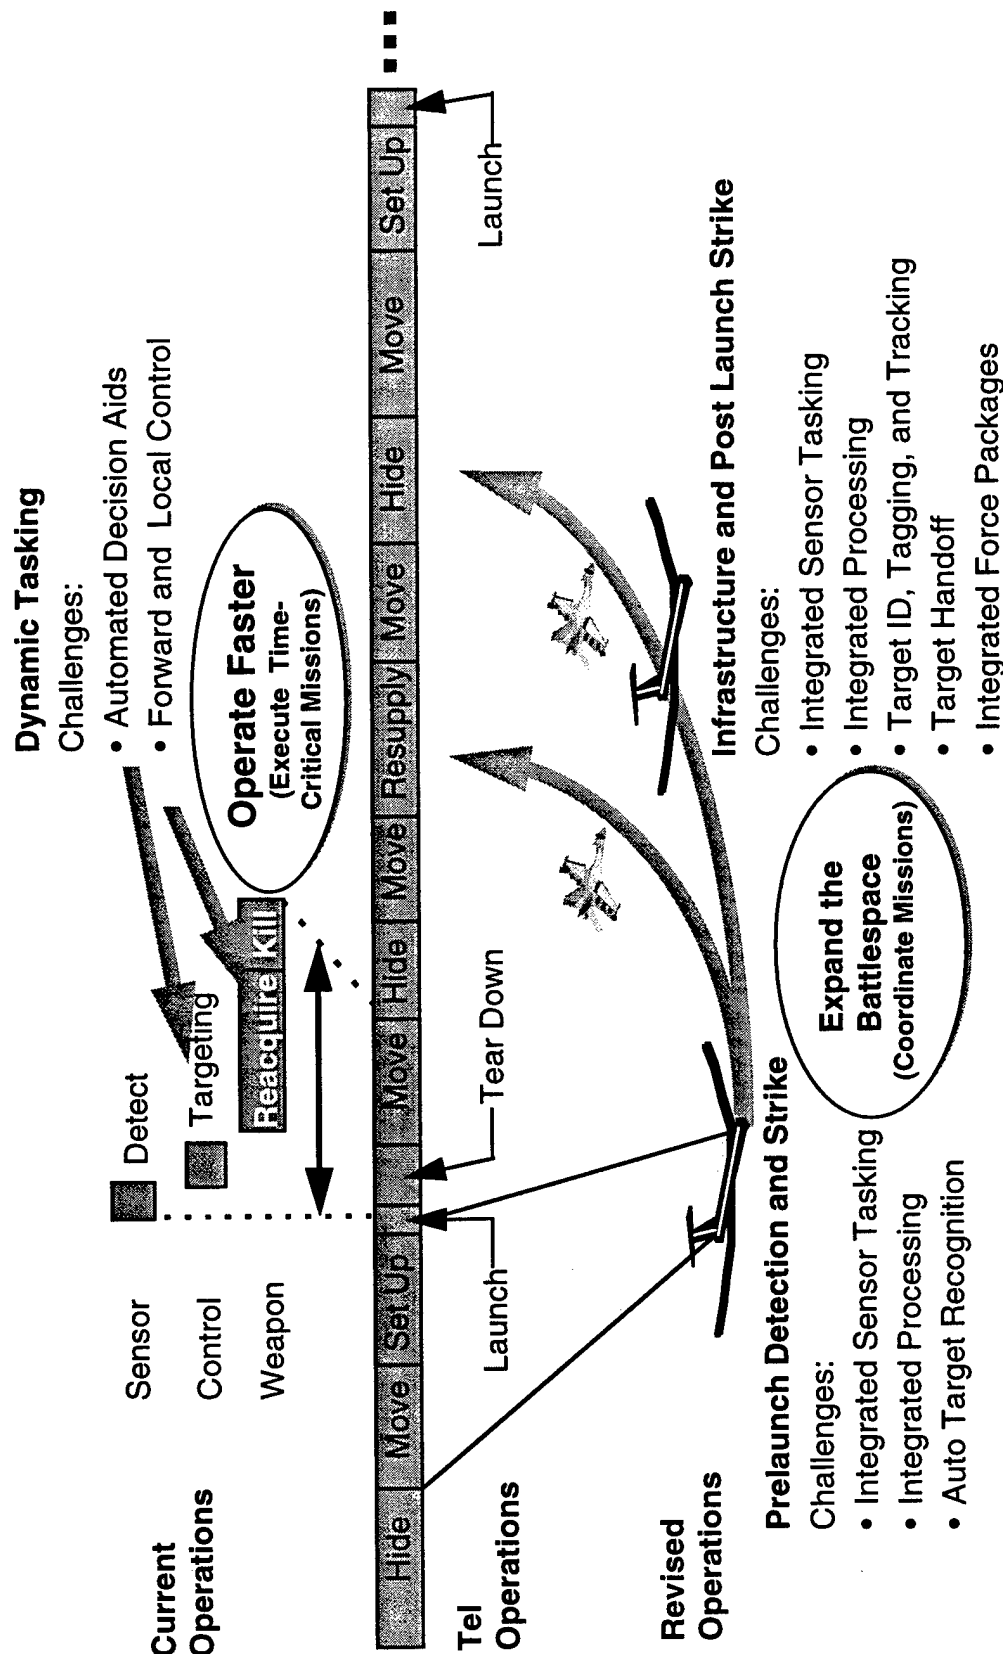 Dynamic Tasking
Challenges:
• Automated Decision Aids
• Forward and Local Control
Current
Operations
Sensor
Detect
Control
Targeting
Weapon
Reacquire
Kill
Operate Faster
(Execute Time-
Critical Missions)
Hide
Move
Set Up
Move
Hide
Move
Resupply
Move
Hide
Move
Set Up
Tel
Operations
Launch
Tear Down
Launch
Revised
Operations
Prelaunch Detection and Strike
Challenges:
• Integrated Sensor Tasking
• Integrated Processing
• Auto Target Recognition
Expand the
Battlespace
(Coordinate Missions)
Infrastructure and Post Launch Strike
Challenges:
• Integrated Sensor Tasking
• Integrated Processing
• Target ID, Tagging, and Tracking
• Target Handoff
• Integrated Force Packages